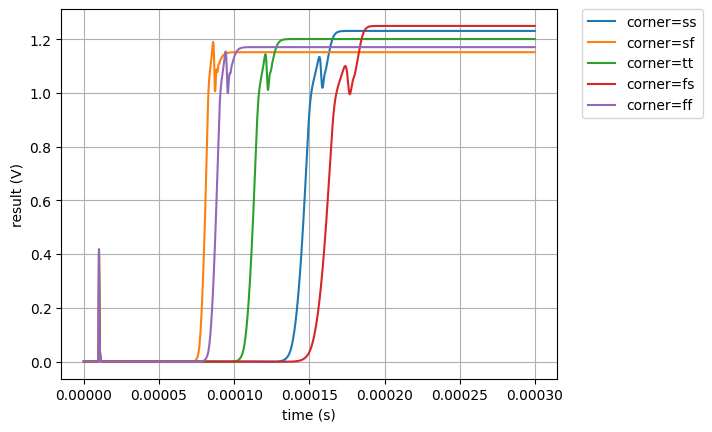 corner=ss
corner=sf
corner=tt
corner=fs
corner=ff
result (V)
1.2
1.0
0.8
0.6
0.4
0.2
0.0
0.00000 0.00005 0.00010 0.00015 0.00020 0.00025 0.00030
time (s)